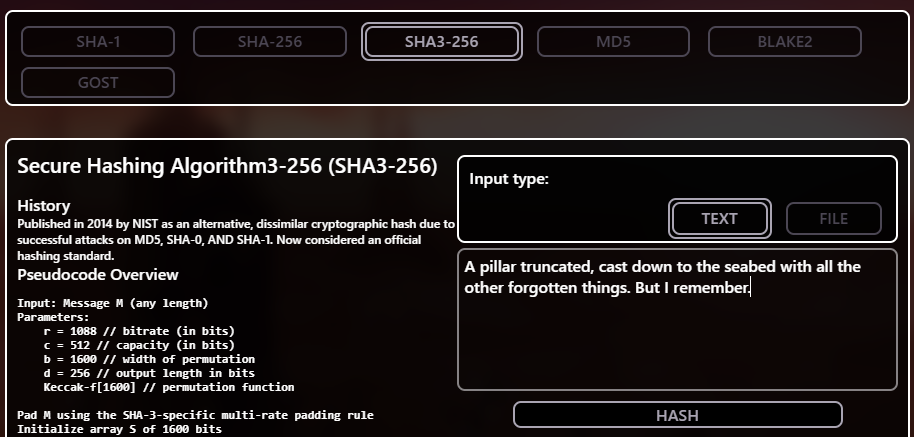 SHA-1 SHA-256 SHA3-256 MD5 BLAKE2
GOST
Secure Hashing Algorithm3-256 (SHA3-256)
History
Published in 2014 by NIST as an alternative, dissimilar cryptographic hash due to
successful attacks on MD5, SHA-0, AND SHA-1. Now considered an official
hashing standard.
Pseudocode Overview
Input: Message M (any length)
Parameters:
r = 1088 // bitrate (in bits)
c = 512 // capacity (in bits)
b = 1600 // width of permutation
d = 256 // output length in bits
Keccak-f[1600] // permutation function
Pad M using the SHA-3-specific multi-rate padding rule
Initialize array S of 1600 bits
Input type:
TEXT FILE
A pillar truncated, cast down to the seabed with all the
other forgotten things. But I remember.
HASH